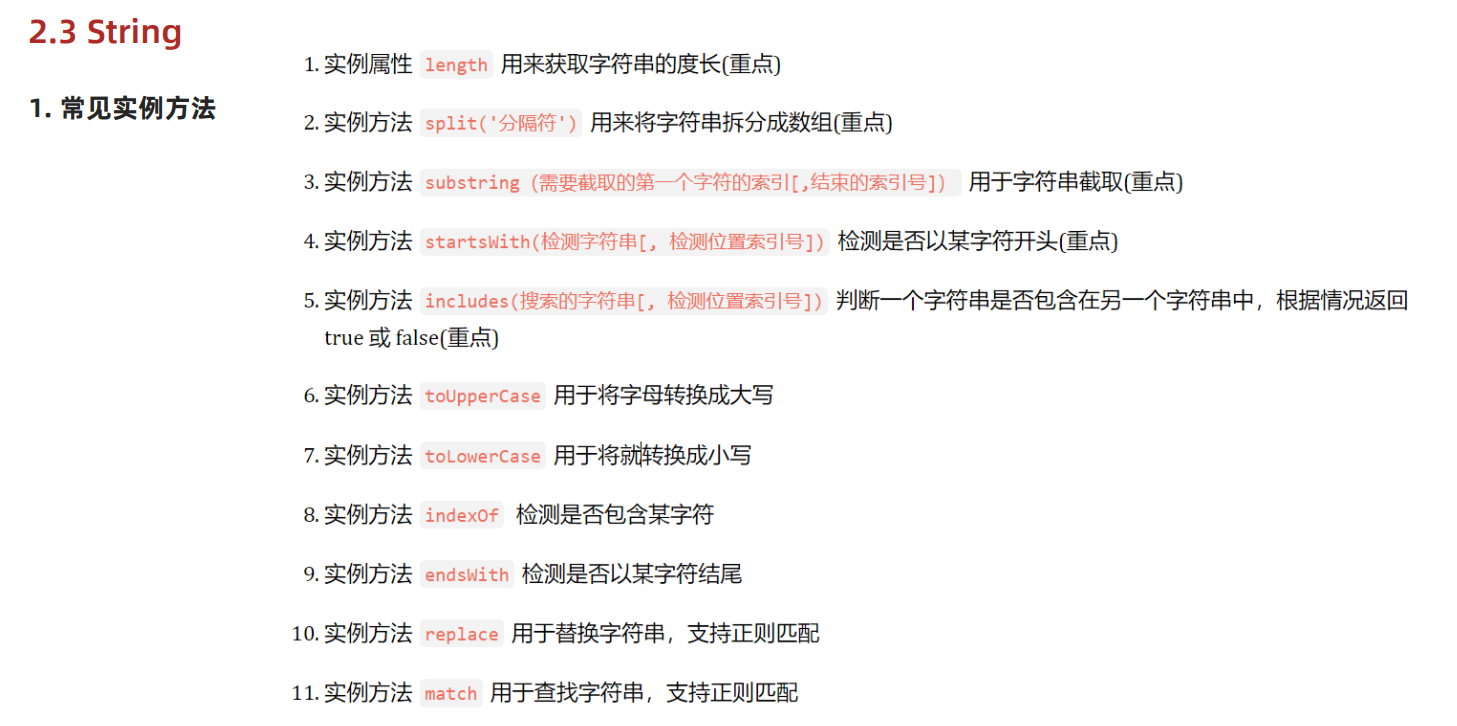 2.3 String
1. 常见实例方法
1. 实例属性 length 用来获取字符串的度长(重点)
2. 实例方法 split('分隔符') 用来将字符串拆分成数组(重点)
3. 实例方法 substring (需要截取的第一个字符的索引[,结束的索引号]) 用于字符串截取(重点)
4. 实例方法 startsWith(检测字符串[, 检测位置索引号]) 检测是否以某字符开头(重点)
5. 实例方法 includes(搜索的字符串[, 检测位置索引号]) 判断一个字符串是否包含在另一个字符串中，根据情况返回
true 或 false(重点)
6. 实例方法 toUpperCase 用于将字母转换成大写
7. 实例方法 toLowerCase 用于将就转换成小写
8. 实例方法 indexOf 检测是否包含某字符
9. 实例方法 endsWith 检测是否以某字符结尾
10. 实例方法 replace 用于替换字符串，支持正则匹配
11. 实例方法 match 用于查找字符串，支持正则匹配